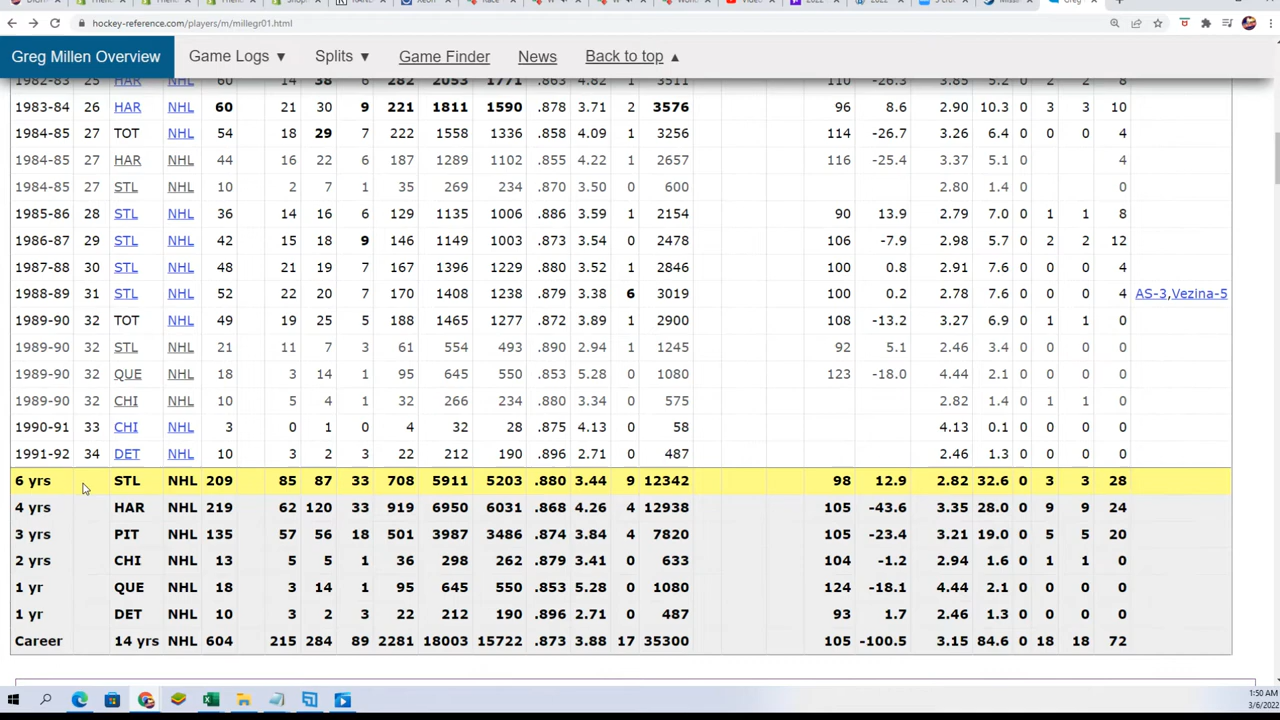 hockey-reference.com/players/m/millegr01.html
Greg Millen Overview Game Logs ▼ Splits ▼ Game Finder News Back to top ▲
1982-83 25 HAR NHL 60 14 38 6 282 2053 1771 4.82 1 3511 110 -26.3 3.85 5.2 0 2 2 8
1983-84 26 HAR NHL 60 21 30 9 221 1811 1590 .878 3.71 2 3576 96 8.6 2.90 10.3 0 3 3 10
1984-85 27 TOT NHL 54 18 29 7 222 1558 1336 .858 4.09 1 3256 114 -26.7 3.26 6.4 0 0 0 4
1984-85 27 HAR NHL 44 16 22 6 187 1289 1102 .855 4.22 1 2657 116 -25.4 3.37 5.1 0 4
1984-85 27 STL NHL 10 2 7 1 35 269 234 .870 3.50 0 600 2.80 1.4 0 0
1985-86 28 STL NHL 36 14 16 6 129 1135 1006 .886 3.59 1 2154 90 13.9 2.79 7.0 0 1 1 8
1986-87 29 STL NHL 42 15 18 9 146 1149 1003 .873 3.54 0 2478 106 -7.9 2.98 5.7 0 2 2 12
1987-88 30 STL NHL 48 21 19 7 167 1396 1229 .880 3.52 1 2846 100 0.8 2.91 7.6 0 0 0 4
1988-89 31 STL NHL 52 22 20 7 170 1408 1238 .879 3.38 6 3019 100 0.2 2.78 7.6 0 0 0 4 AS-3,Vezina-5
1989-90 32 TOT NHL 49 19 25 5 188 1465 1277 .872 3.89 1 2900 108 -13.2 3.27 6.9 0 1 1 0
1989-90 32 STL NHL 21 11 7 3 61 554 493 .890 2.94 1 1245 92 5.1 2.46 3.4 0 0 0 0
1989-90 32 QUE NHL 18 3 14 1 95 645 550 .853 5.28 0 1080 123 -18.0 4.44 2.1 0 0 0 0
1989-90 32 CHI NHL 10 5 4 1 32 266 234 .880 3.34 0 575 2.82 1.4 0 1 1 0
1990-91 33 CHI NHL 3 0 1 0 4 32 28 .875 4.13 0 58 4.13 0.1 0 0 0 0
1991-92 34 DET NHL 10 3 2 3 22 212 190 .896 2.71 0 487 2.46 1.3 0 0 0 0
6 yrs STL NHL 209 85 87 33 708 5911 5203 .880 3.44 9 12342 98 12.9 2.82 32.6 0 3 3 28
4 yrs HAR NHL 219 62 120 33 919 6950 6031 .868 4.26 4 12938 105 -43.6 3.35 28.0 0 9 9 24
3 yrs PIT NHL 135 57 56 18 501 3987 3486 .874 3.84 4 7820 105 -23.4 3.21 19.0 0 5 5 20
2 yrs CHI NHL 13 5 5 1 36 298 262 .879 3.41 0 633 104 -1.2 2.94 1.6 0 1 1 0
1 yr QUE NHL 18 3 14 1 95 645 550 .853 5.28 0 1080 124 -18.1 4.44 2.1 0 0 0 0
1 yr DET NHL 10 3 2 3 22 212 190 .896 2.71 0 487 93 1.7 2.46 1.3 0 0 0 0
Career 14 yrs NHL 604 215 284 89 2281 18003 15722 .873 3.88 17 35300 105 -100.5 3.15 84.6 0 18 18 72
1:50 AM
3/6/2022